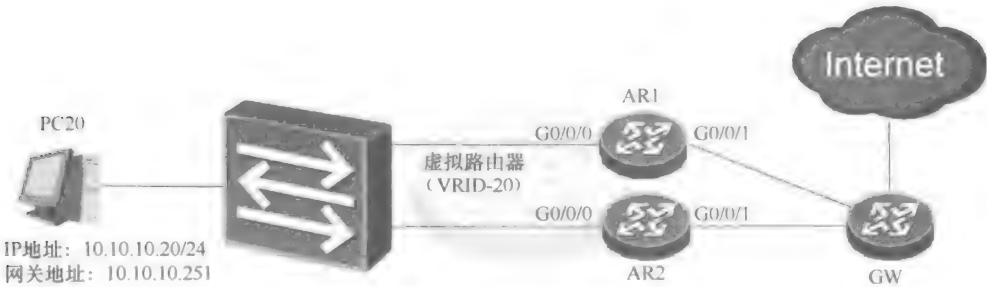 Internet
AR1
PC20
G0/0/0
G0/0/1
虚拟路由器
（VRID-20）
G0/0/0
G0/0/1
IP地址：10.10.10.20/24
网关地址：10.10.10.251
AR2
GW